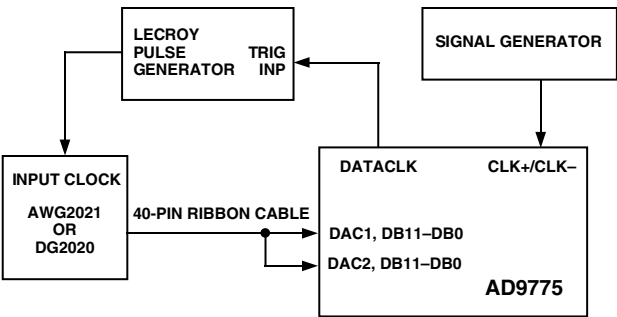 LECROY
PULSE TRIG
GENERATOR INP
SIGNAL GENERATOR
DATACLK CLK+/CLK–
INPUT CLOCK
AWG2021
OR
DG2020
40-PIN RIBBON CABLE
DAC1, DB11–DB0
DAC2, DB11–DB0
AD9775